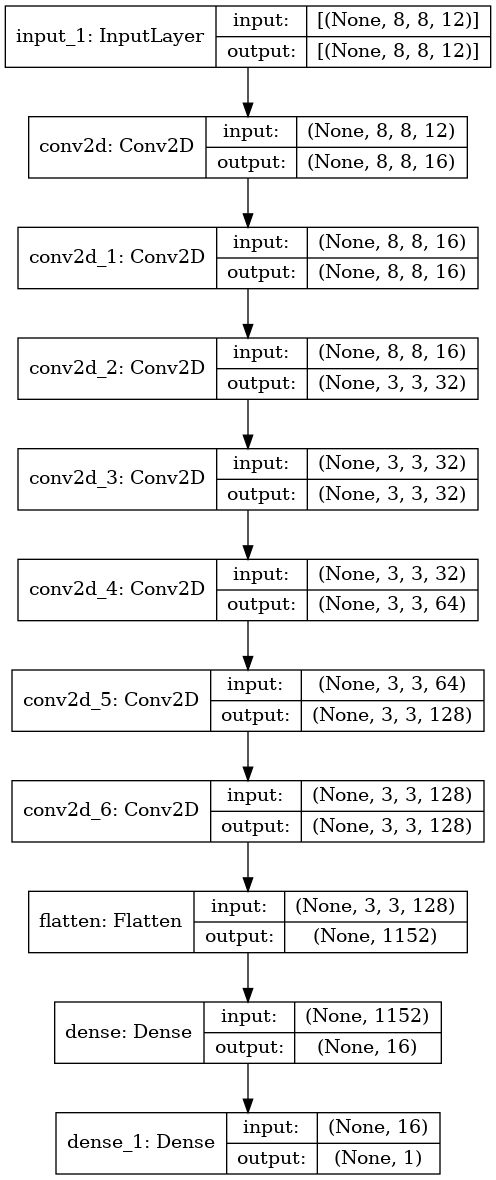 input_1: InputLayer
input:
[(None, 8, 8, 12)]
output:
[(None, 8, 8, 12)]
conv2d: Conv2D
input:
(None, 8, 8, 12)
output:
(None, 8, 8, 16)
conv2d_1: Conv2D
input:
(None, 8, 8, 16)
output:
(None, 8, 8, 16)
conv2d_2: Conv2D
input:
(None, 8, 8, 16)
output:
(None, 3, 3, 32)
conv2d_3: Conv2D
input:
(None, 3, 3, 32)
output:
(None, 3, 3, 32)
conv2d_4: Conv2D
input:
(None, 3, 3, 32)
output:
(None, 3, 3, 64)
conv2d_5: Conv2D
input:
(None, 3, 3, 64)
output:
(None, 3, 3, 128)
conv2d_6: Conv2D
input:
(None, 3, 3, 128)
output:
(None, 3, 3, 128)
flatten: Flatten
input:
(None, 3, 3, 128)
output:
(None, 1152)
dense: Dense
input:
(None, 1152)
output:
(None, 16)
dense_1: Dense
input:
(None, 16)
output:
(None, 1)